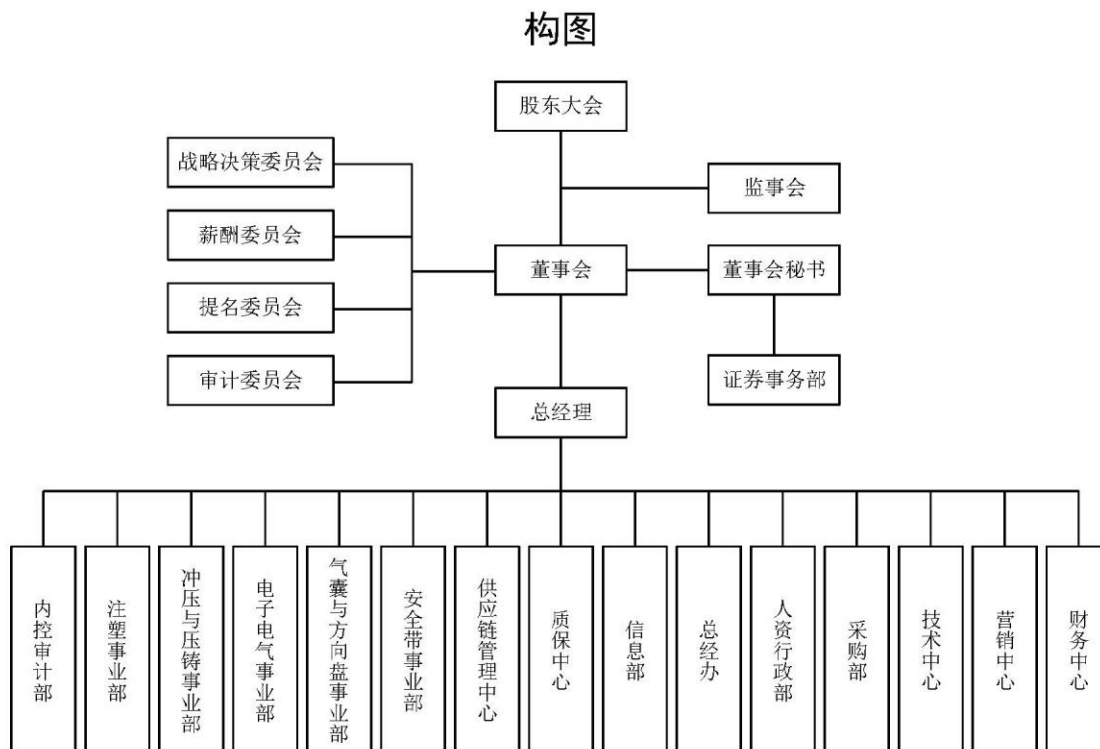 构图
股东大会
战略决策委员会
监事会
薪酬委员会
董事会
董事会秘书
提名委员会
审计委员会
证券事务部
总经理
内控审计部
注塑事业部
冲压与压铸事业部
电子电气事业部
气囊与方向盘事业部
安全带事业部
供应链管理中心
质保中心
信息部
总经办
人资行政部
采购部
技术中心
营销中心
财务中心